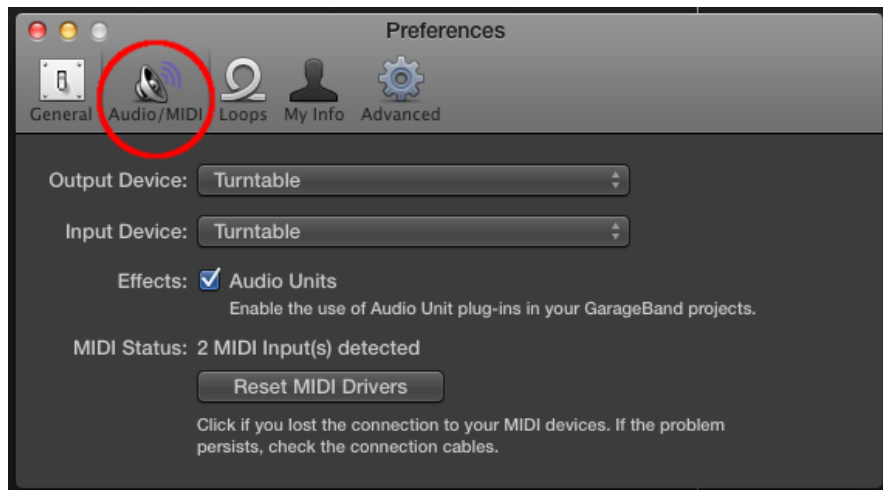 Preferences
General Audio/MIDI Loops My Info Advanced
Output Device: Turntable
Input Device: Turntable
Effects: Audio Units
Enable the use of Audio Unit plug-ins in your GarageBand projects.
MIDI Status: 2 MIDI Input(s) detected
Reset MIDI Drivers
Click if you lost the connection to your MIDI devices. If the problem
persists, check the connection cables.